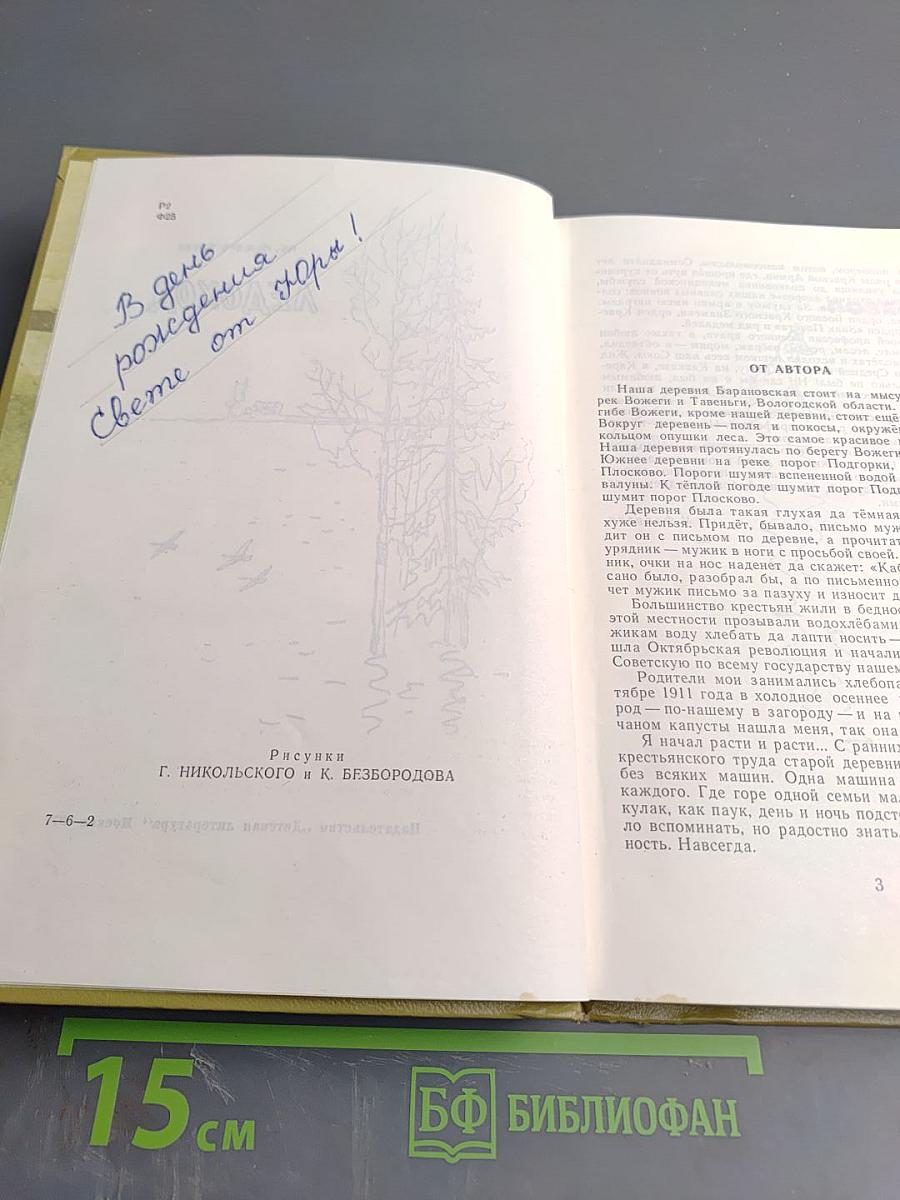 Р2
Ф25
В день
рождения
Свете от Юры!
Рисунки
Г. НИКОЛЬСКОГО и К. БЕЗБОРОДОВА
7—6—2
ОТ АВТОРА
Наша деревня Барановская стоит на мысу
рек Вожеги и Тавеньги, Вологодской области.
гибе Вожеги, кроме нашей деревни, стоит ещё
Вокруг деревень — поля и покосы, окружён
кольцом опушки леса. Это самое красивое
Наша деревня протянулась по берегу Вожеги
Южнее деревни на реке порог Подгорки,
Плосково. Пороги шумят вспененной водой
валуны. К тёплой погоде шумит порог Подг
шумит порог Плосково.
Деревня была такая глухая да тёмная
хуже нельзя. Придёт, бывало, письмо муж
дит он с письмом по деревне, а прочитат
урядник — мужик в ноги с просьбой своей.
ник, очки на нос наденет да скажет: «Каб
сано было, разобрал бы, а по письменно
чет мужик письмо за пазуху и износит д
Большинство крестьян жили в беднос
этой местности прозывали водохлёбами
жикам воду хлебать да лапти носить —
шла Октябрьская революция и начали
Советскую по всему государству нашем
Родители мои занимались хлебопа
тябре 1911 года в холодное осеннее
род — по-нашему в загороду — и на
чаном капусты нашла меня, так она
Я начал расти и расти... С ранних
крестьянского труда старой деревни
без всяких машин. Одна машина
каждого. Где горе одной семьи мал
кулак, как паук, день и ночь подст
ло вспоминать, но радостно знать,
ность. Навсегда.
3
15 см
БФ БИБЛИОФАН